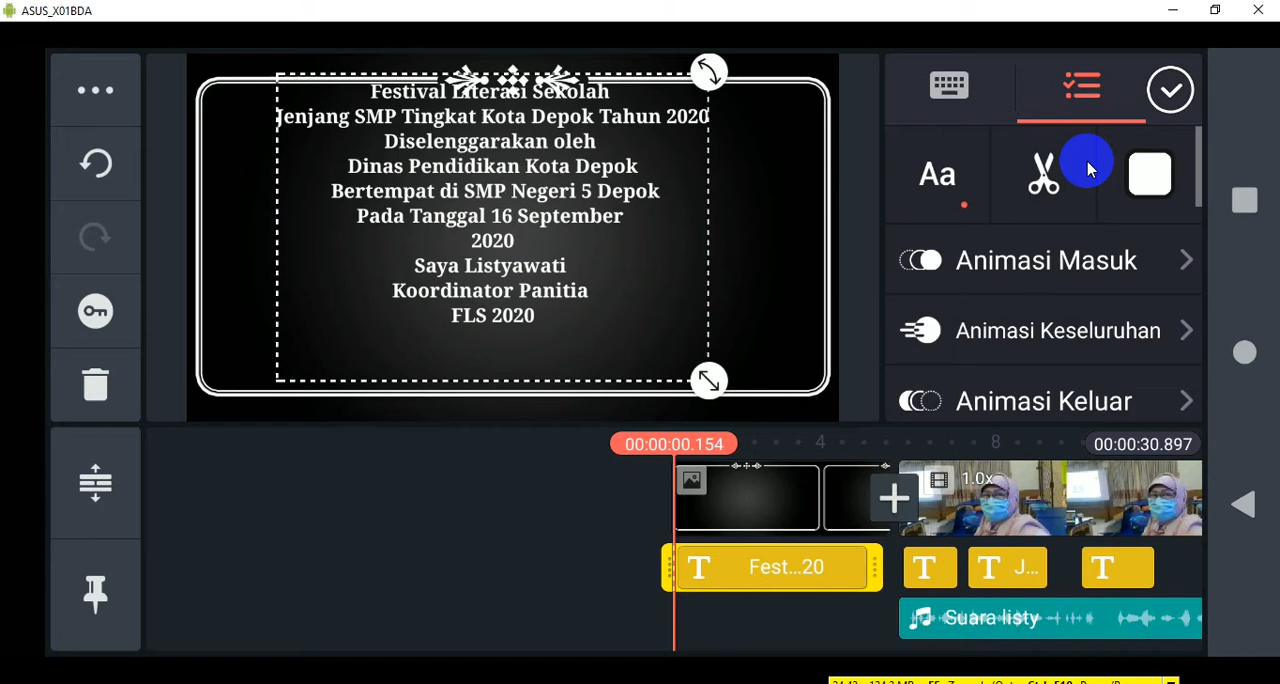 ASUS_X01BDA
Festival Literasi Sekolah
Jenjang SMP Tingkat Kota Depok Tahun 2020
Diselenggarakan oleh
Dinas Pendidikan Kota Depok
Bertempat di SMP Negeri 5 Depok
Pada Tanggal 16 September
2020
Saya Listyawati
Koordinator Panitia
FLS 2020
Aa
Animasi Masuk
Animasi Keseluruhan
Animasi Keluar
00:00:00.154
4
8
00:00:30.897
1.0x
T Fest...20
T
T J...
T
Suara listy